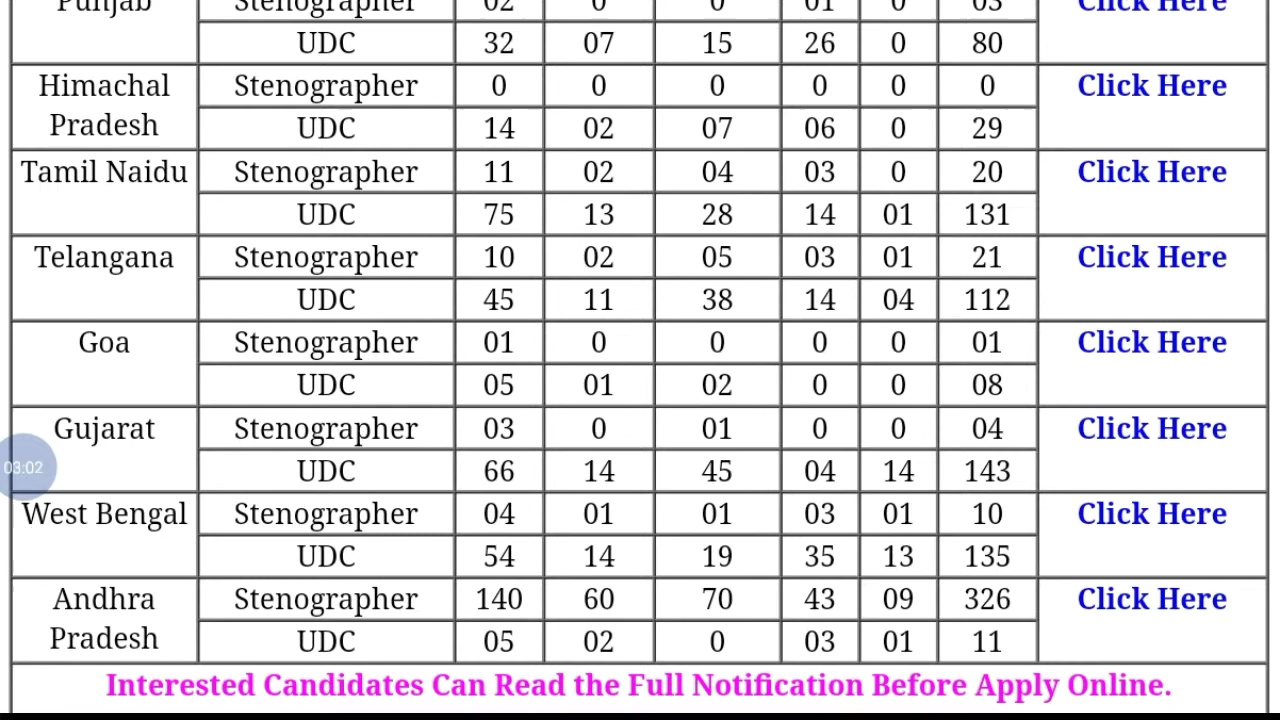 Punjab Stenographer 02 0 0 01 0 03 Click Here
UDC 32 07 15 26 0 80
Himachal Stenographer 0 0 0 0 0 0 Click Here
Pradesh UDC 14 02 07 06 0 29
Tamil Naidu Stenographer 11 02 04 03 0 20 Click Here
UDC 75 13 28 14 01 131
Telangana Stenographer 10 02 05 03 01 21 Click Here
UDC 45 11 38 14 04 112
Goa Stenographer 01 0 0 0 0 01 Click Here
UDC 05 01 02 0 0 08
Gujarat Stenographer 03 0 01 0 0 04 Click Here
03:02
UDC 66 14 45 04 14 143
West Bengal Stenographer 04 01 01 03 01 10 Click Here
UDC 54 14 19 35 13 135
Andhra Stenographer 140 60 70 43 09 326 Click Here
Pradesh UDC 05 02 0 03 01 11
Interested Candidates Can Read the Full Notification Before Apply Online.